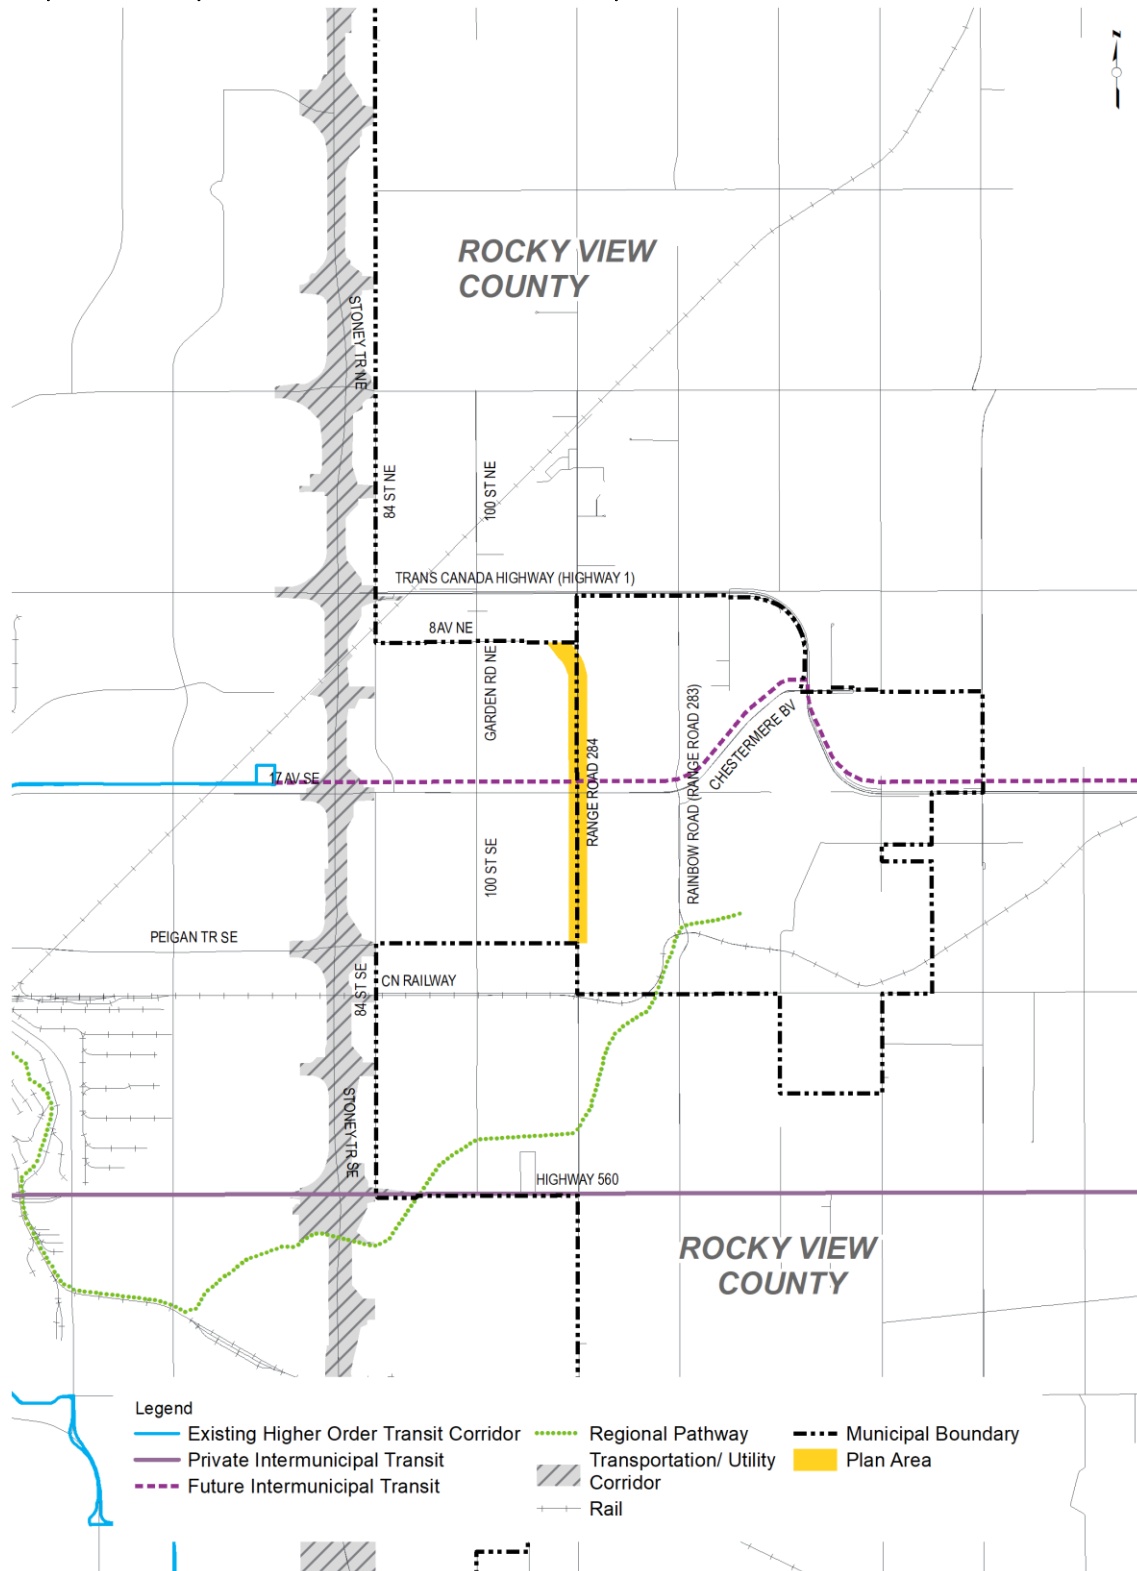 N
ROCKY VIEW
COUNTY
STONEY TR NE
84 ST NE
100 ST NE
TRANS CANADA HIGHWAY (HIGHWAY 1)
8AV NE
GARDEN RD NE
RANGE ROAD 284
RAINBOW ROAD (RANGE ROAD 283)
CHESTERMERE BV
17 AV SE
100 ST SE
PEIGAN TR SE
84 ST SE
CN RAILWAY
STONEY TR SE
HIGHWAY 560
ROCKY VIEW
COUNTY
Legend
Existing Higher Order Transit Corridor
Private Intermunicipal Transit
Future Intermunicipal Transit
Regional Pathway
Transportation/ Utility
Corridor
Rail
Municipal Boundary
Plan Area